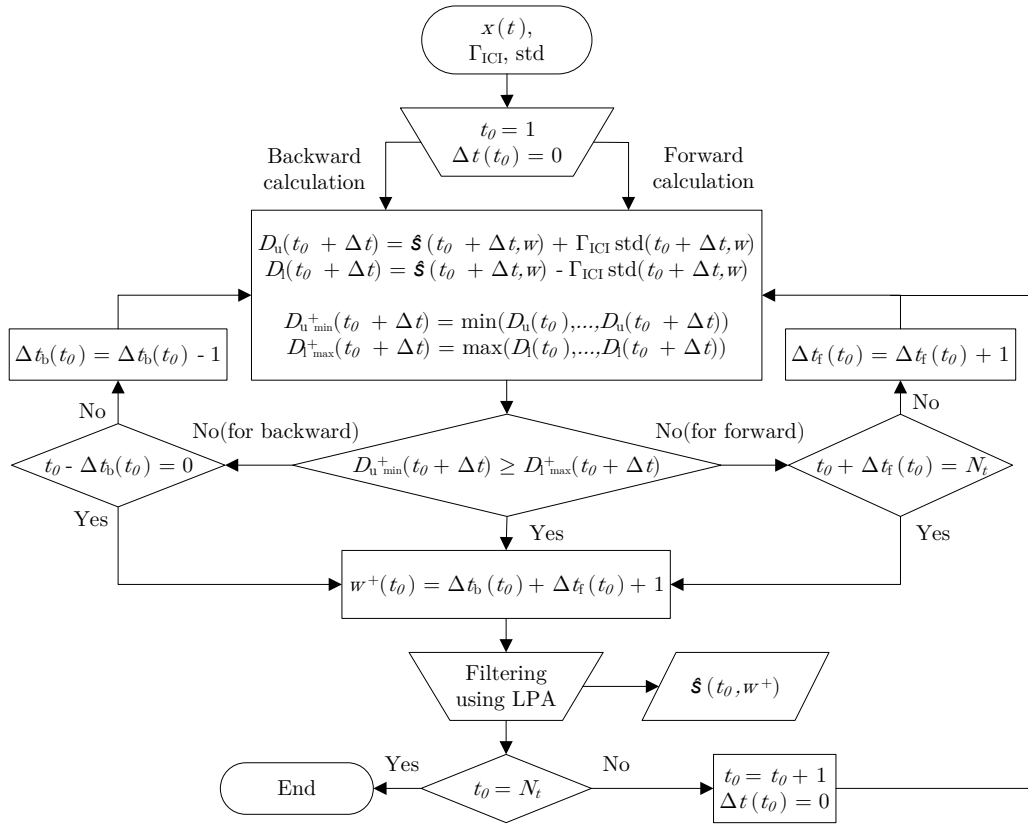 x(t),
Γ_ICI, std
t_0 = 1
Δt(t_0) = 0
Backward
calculation
Forward
calculation
D_u(t_0 + Δt) = ŝ(t_0 + Δt,w) + Γ_ICI std(t_0 + Δt,w)
D_l(t_0 + Δt) = ŝ(t_0 + Δt,w) - Γ_ICI std(t_0 + Δt,w)
D_u^+_min(t_0 + Δt) = min(D_u(t_0),...,D_u(t_0 + Δt))
D_l^+_max(t_0 + Δt) = max(D_l(t_0),...,D_l(t_0 + Δt))
Δt_b(t_0) = Δt_b(t_0) - 1
Δt_f(t_0) = Δt_f(t_0) + 1
No
No
No(for backward)
No(for forward)
t_0 - Δt_b(t_0) = 0
D_u^+_min(t_0 + Δt) ≥ D_l^+_max(t_0 + Δt)
t_0 + Δt_f(t_0) = N_t
Yes
Yes
Yes
w^+(t_0) = Δt_b(t_0) + Δt_f(t_0) + 1
Filtering
using LPA
ŝ(t_0,w^+)
Yes
No
End
t_0 = N_t
t_0 = t_0 + 1
Δt(t_0) = 0